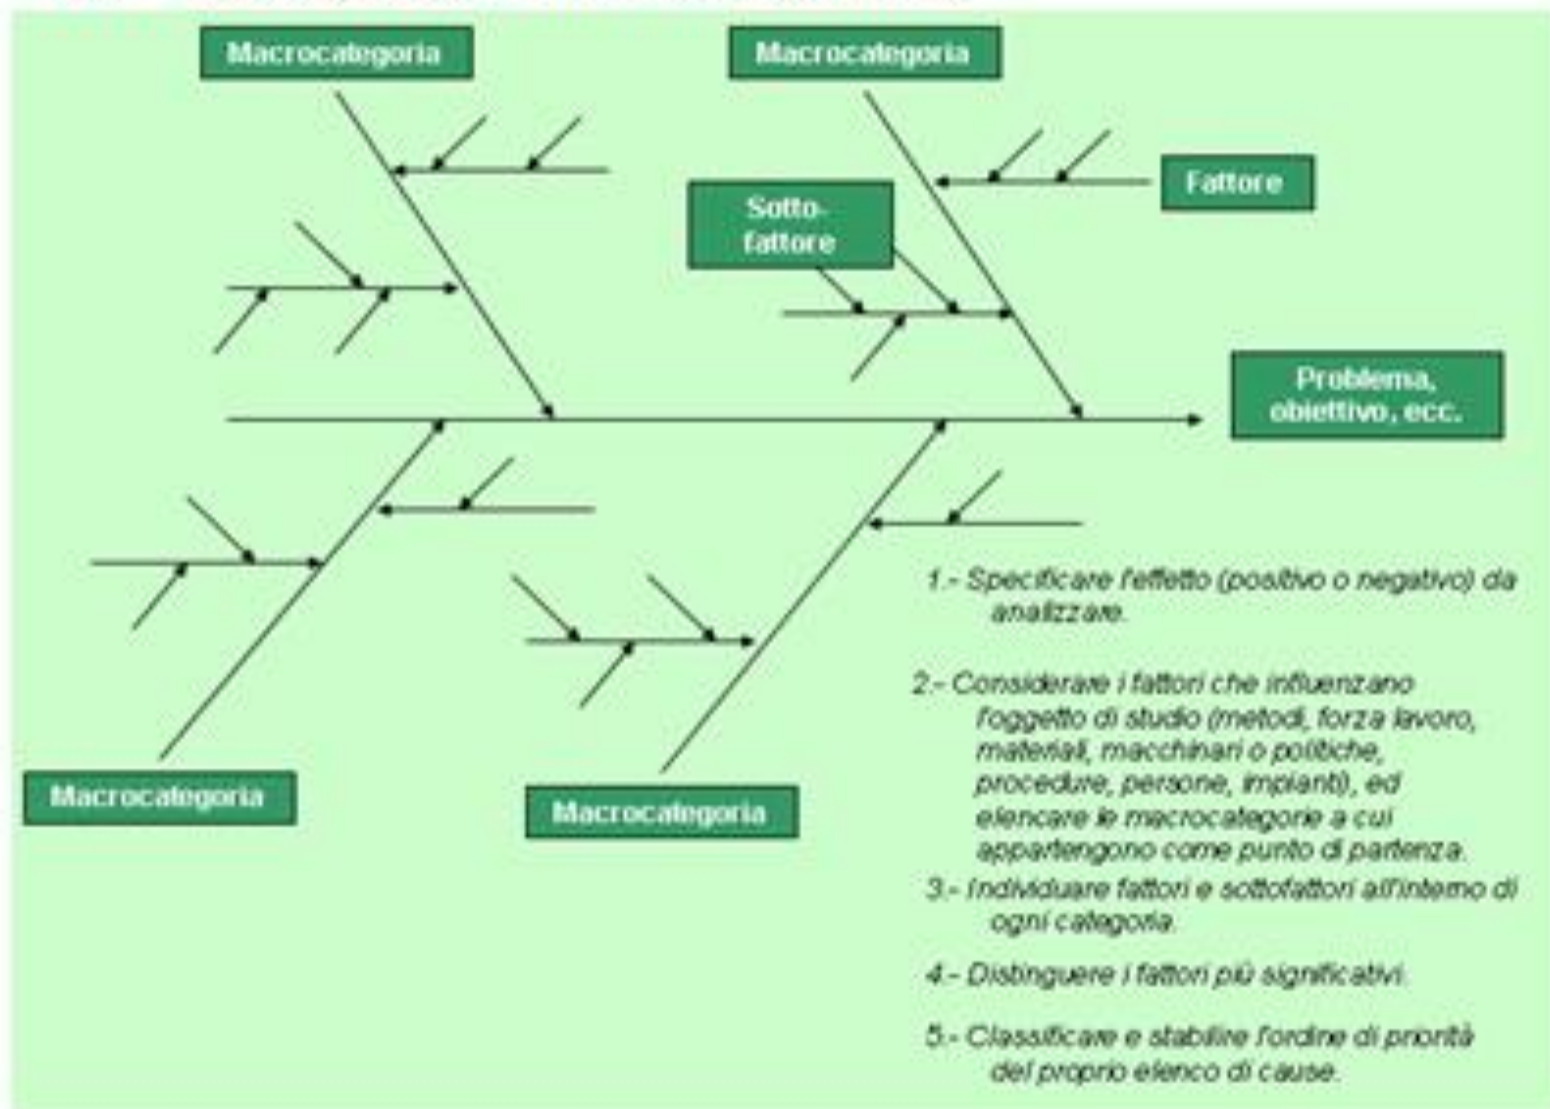 Macrocategoria
Macrocategoria
Fattore
Sotto-
fattore
Problema,
obiettivo, ecc.
Macrocategoria
Macrocategoria
1.- Specificare l'effetto (positivo o negativo) da
analizzare.
2.- Considerare i fattori che influenzano
l'oggetto di studio (metodi, forza lavoro,
materiali, macchinari o politiche,
procedure, persone, impianti), ed
elencare le macrocategorie a cui
appartengono come punto di partenza.
3.- Individuare fattori e sottofattori all'interno di
ogni categoria.
4.- Distinguere i fattori più significativi.
5.- Classificare e stabilire l'ordine di priorità
del proprio elenco di cause.